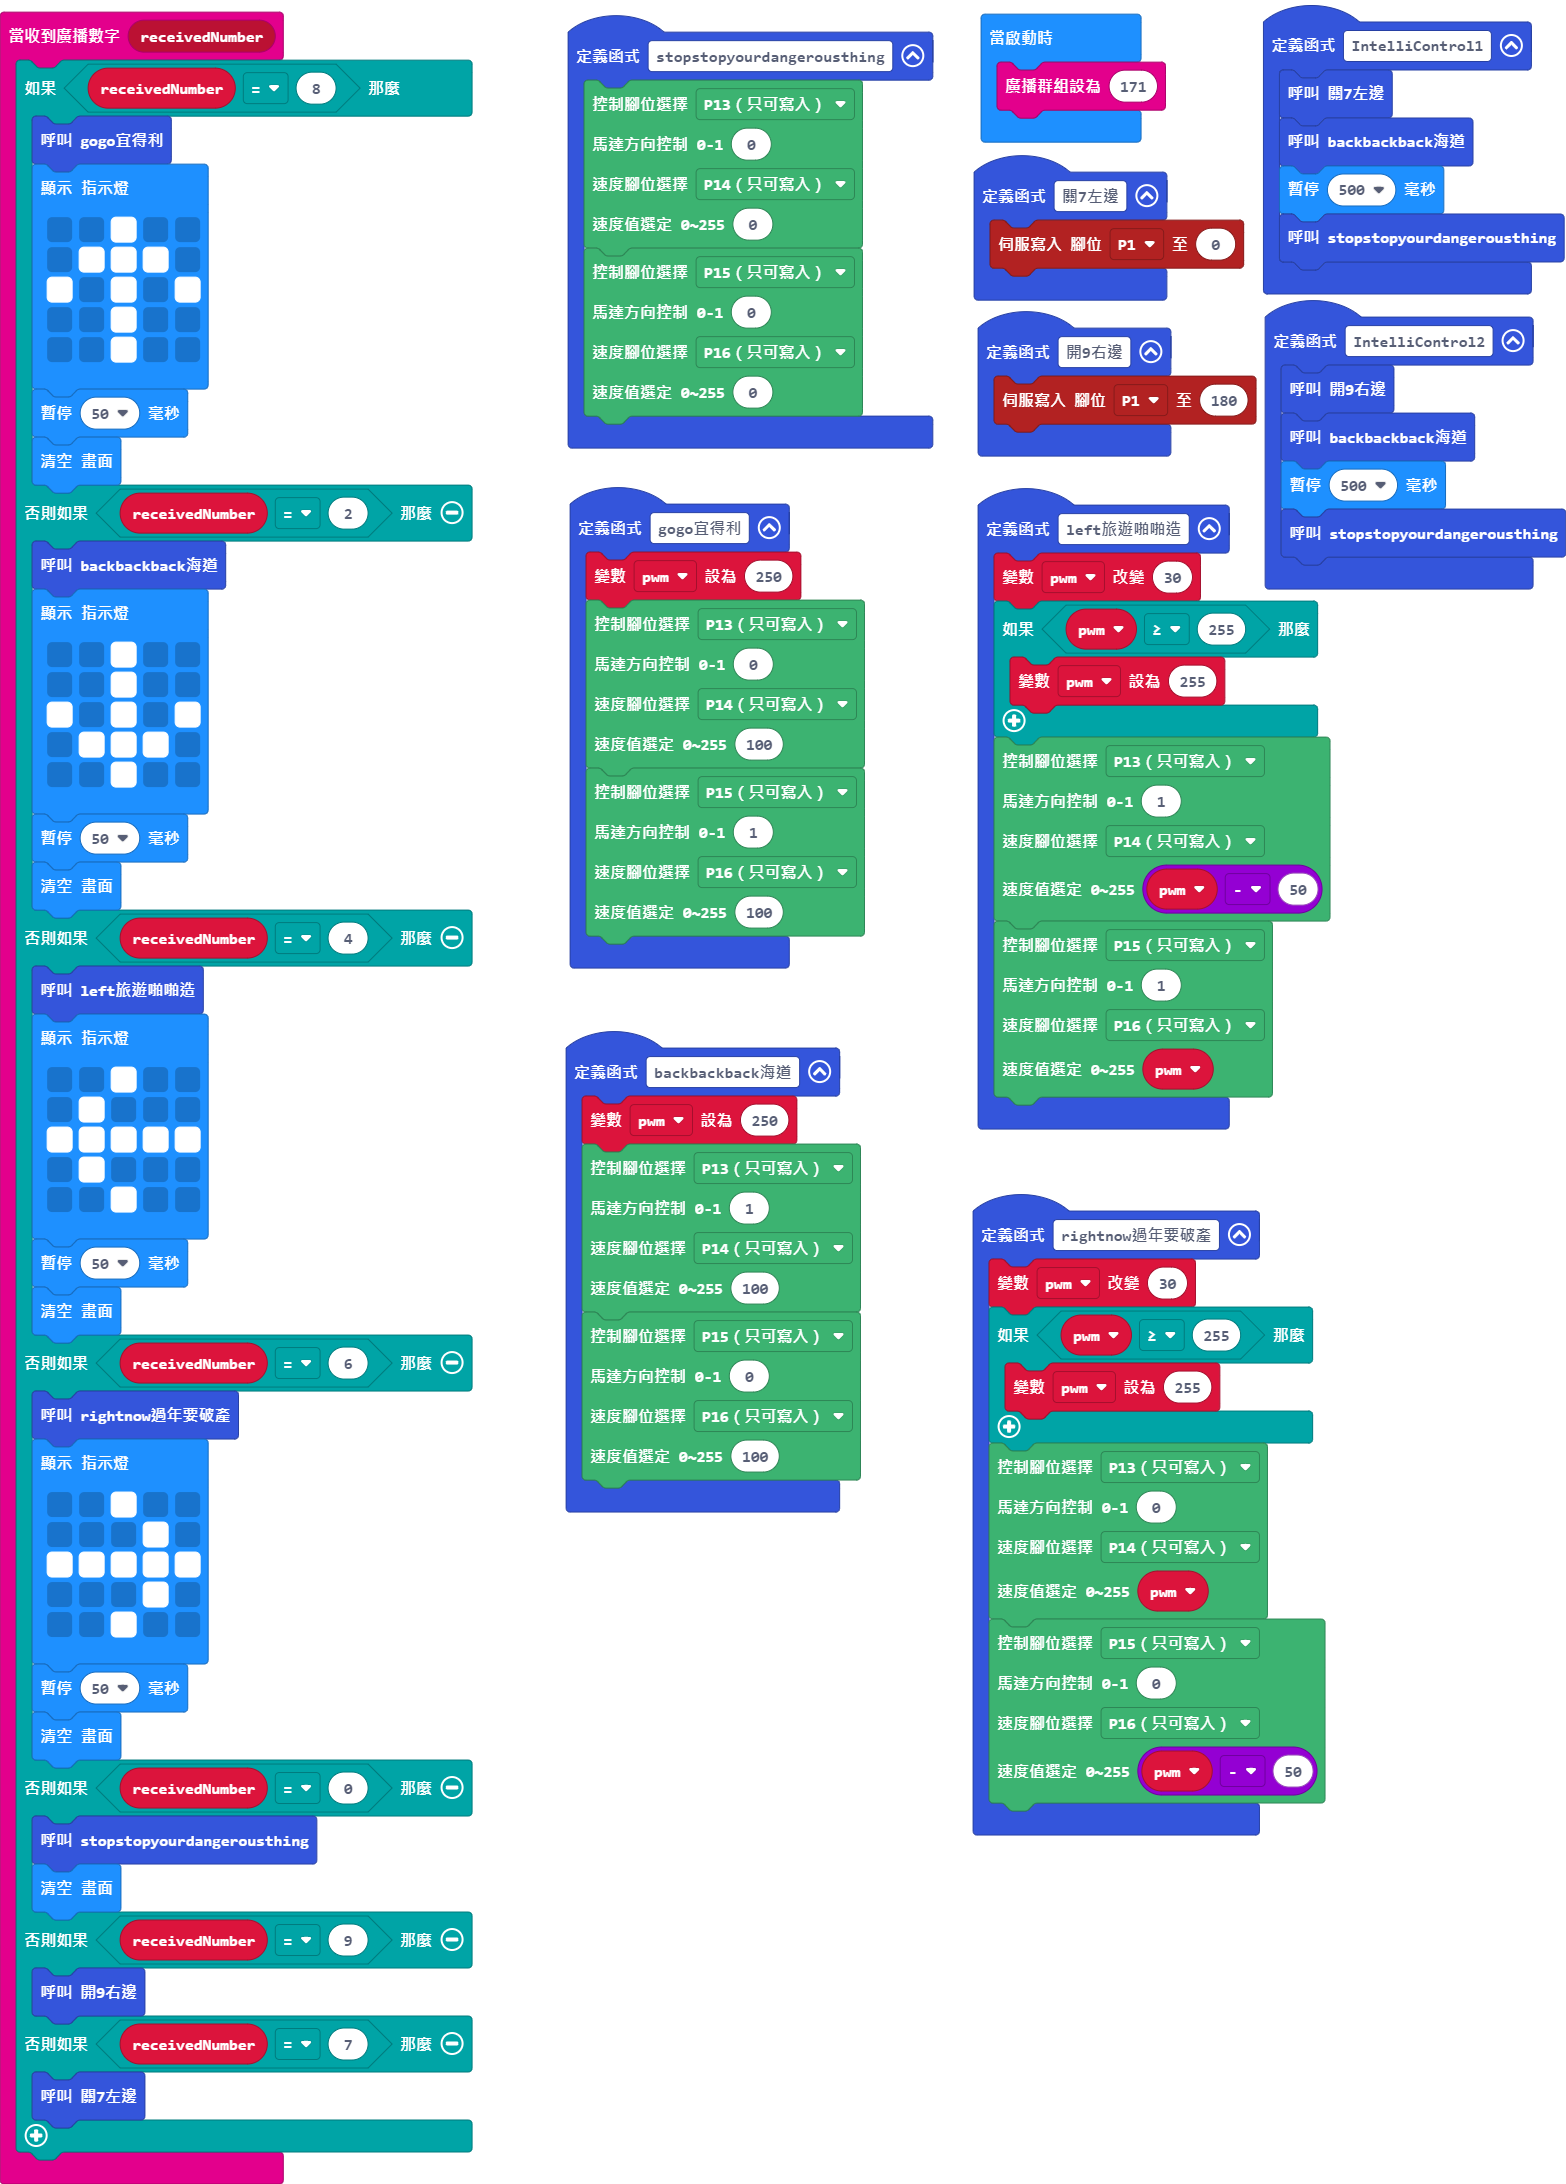 當收到廣播數字 receivedNumber
如果 receivedNumber = 8 那麼
呼叫 gogo宜得利
顯示 指示燈
暫停 50 毫秒
清空 畫面
否則如果 receivedNumber = 2 那麼
呼叫 backbackback海道
顯示 指示燈
暫停 50 毫秒
清空 畫面
否則如果 receivedNumber = 4 那麼
呼叫 left旅遊啪啪造
顯示 指示燈
暫停 50 毫秒
清空 畫面
否則如果 receivedNumber = 6 那麼
呼叫 rightnow過年要破產
顯示 指示燈
暫停 50 毫秒
清空 畫面
否則如果 receivedNumber = 0 那麼
呼叫 stopstopyourdangerousthing
清空 畫面
否則如果 receivedNumber = 9 那麼
呼叫 開9右邊
否則如果 receivedNumber = 7 那麼
呼叫 關7左邊
定義函式 stopstopyourdangerousthing
控制腳位選擇 P13(只可寫入)
馬達方向控制 0-1 0
速度腳位選擇 P14(只可寫入)
速度值選定 0~255 0
控制腳位選擇 P15(只可寫入)
馬達方向控制 0-1 0
速度腳位選擇 P16(只可寫入)
速度值選定 0~255 0
定義函式 gogo宜得利
變數 pwm 設為 250
控制腳位選擇 P13(只可寫入)
馬達方向控制 0-1 0
速度腳位選擇 P14(只可寫入)
速度值選定 0~255 100
控制腳位選擇 P15(只可寫入)
馬達方向控制 0-1 1
速度腳位選擇 P16(只可寫入)
速度值選定 0~255 100
定義函式 backbackback海道
變數 pwm 設為 250
控制腳位選擇 P13(只可寫入)
馬達方向控制 0-1 1
速度腳位選擇 P14(只可寫入)
速度值選定 0~255 100
控制腳位選擇 P15(只可寫入)
馬達方向控制 0-1 0
速度腳位選擇 P16(只可寫入)
速度值選定 0~255 100
當啟動時
廣播群組設為 171
定義函式 關7左邊
伺服寫入 腳位 P1 至 0
定義函式 開9右邊
伺服寫入 腳位 P1 至 180
定義函式 left旅遊啪啪造
變數 pwm 改變 30
如果 pwm ≥ 255 那麼
變數 pwm 設為 255
控制腳位選擇 P13(只可寫入)
馬達方向控制 0-1 1
速度腳位選擇 P14(只可寫入)
速度值選定 0~255 pwm - 50
控制腳位選擇 P15(只可寫入)
馬達方向控制 0-1 1
速度腳位選擇 P16(只可寫入)
速度值選定 0~255 pwm
定義函式 rightnow過年要破產
變數 pwm 改變 30
如果 pwm ≥ 255 那麼
變數 pwm 設為 255
控制腳位選擇 P13(只可寫入)
馬達方向控制 0-1 0
速度腳位選擇 P14(只可寫入)
速度值選定 0~255 pwm
控制腳位選擇 P15(只可寫入)
馬達方向控制 0-1 0
速度腳位選擇 P16(只可寫入)
速度值選定 0~255 pwm - 50
定義函式 IntelliControl1
呼叫 關7左邊
呼叫 backbackback海道
暫停 500 毫秒
呼叫 stopstopyourdangerousthing
定義函式 IntelliControl2
呼叫 開9右邊
呼叫 backbackback海道
暫停 500 毫秒
呼叫 stopstopyourdangerousthing